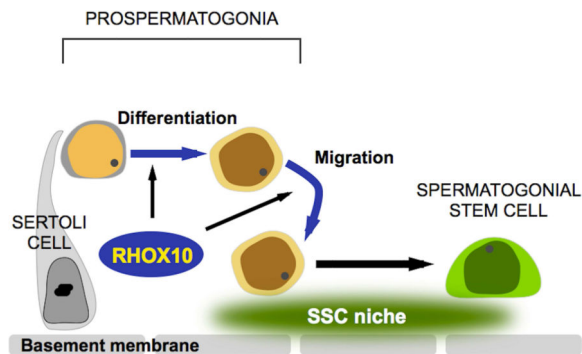 PROSPERMATOGONIA
Differentiation
Migration
SPERMATOGONIAL
STEM CELL
SERTOLI
CELL
RHOX10
SSC niche
Basement membrane